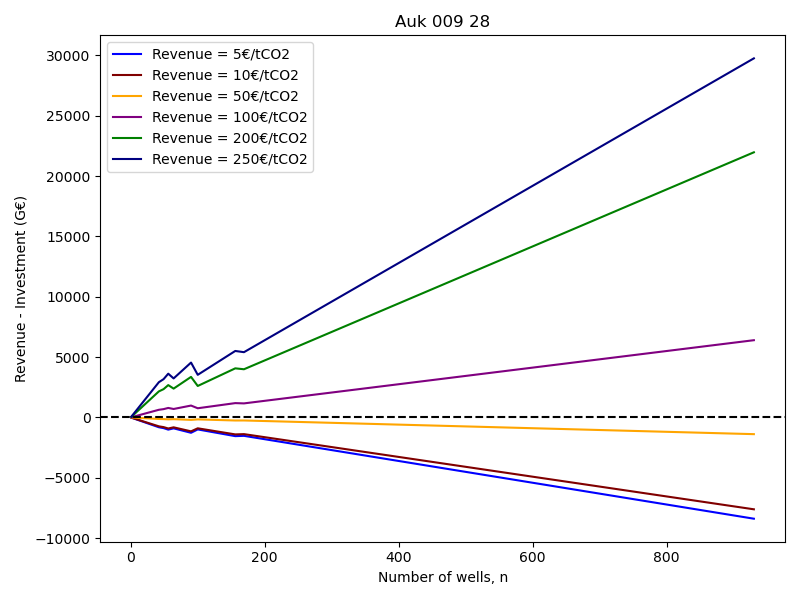 Auk 009 28
Revenue = 5€/tCO2
Revenue = 10€/tCO2
Revenue = 50€/tCO2
Revenue = 100€/tCO2
Revenue = 200€/tCO2
Revenue = 250€/tCO2
Revenue - Investment (G€)
30000
25000
20000
15000
10000
5000
0
−5000
−10000
0 200 400 600 800
Number of wells, n